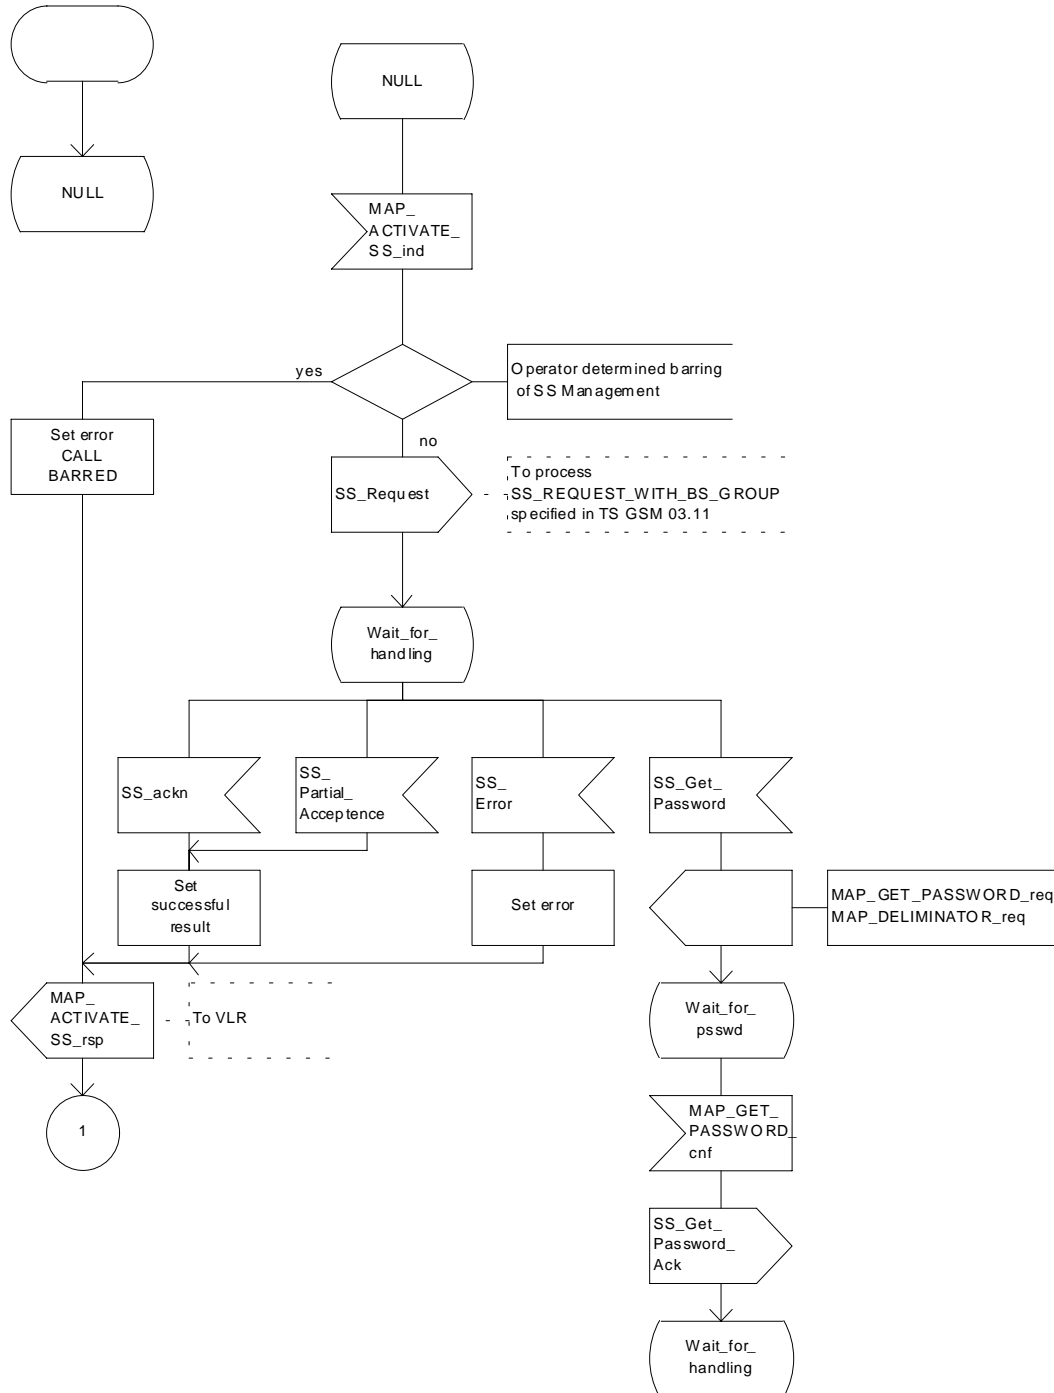 NULL
NULL
MAP_
ACTIVATE_
SS_ind
yes
Operator determined barring
of SS Management
Set error
CALL
BARRED
no
SS_Request
To process
SS_REQUEST_WITH_BS_GROUP
specified in TS GSM 03.11
Wait_for_
handling
SS_ackn
SS_
Partial_
Acceptence
SS_
Error
SS_Get_
Password
Set
successful
result
Set error
MAP_GET_PASSWORD_req
MAP_DELIMINATOR_req
MAP_
ACTIVATE_
SS_rsp
To VLR
Wait_for_
psswd
1
MAP_GET_
PASSWORD_
cnf
SS_Get_
Password_
Ack
Wait_for_
handling